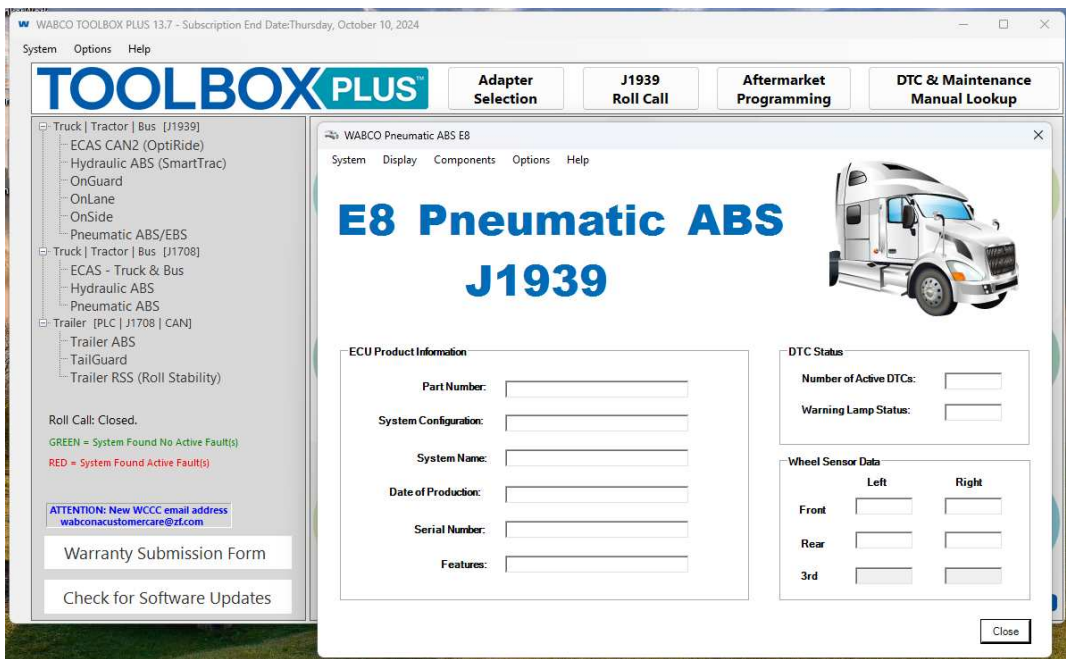 WABCO TOOLBOX PLUS 13.7 - Subscription End Date:Thursday, October 10, 2024
System Options Help
TOOLBOX PLUS™
Adapter Selection
J1939 Roll Call
Aftermarket Programming
DTC & Maintenance Manual Lookup
Truck | Tractor | Bus [J1939]
ECAS CAN2 (OptiRide)
Hydraulic ABS (SmartTrac)
OnGuard
OnLane
OnSide
Pneumatic ABS/EBS
Truck | Tractor | Bus [J1708]
ECAS - Truck & Bus
Hydraulic ABS
Pneumatic ABS
Trailer [PLC | J1708 | CAN]
Trailer ABS
TailGuard
Trailer RSS (Roll Stability)
Roll Call: Closed.
GREEN = System Found No Active Fault(s)
RED = System Found Active Fault(s)
ATTENTION: New WCCC email address
wabconacustomercare@zf.com
Warranty Submission Form
Check for Software Updates
WABCO Pneumatic ABS E8
System Display Components Options Help
E8 Pneumatic ABS
J1939
ECU Product Information
Part Number:
System Configuration:
System Name:
Date of Production:
Serial Number:
Features:
DTC Status
Number of Active DTCs:
Warning Lamp Status:
Wheel Sensor Data
Left Right
Front
Rear
3rd
Close